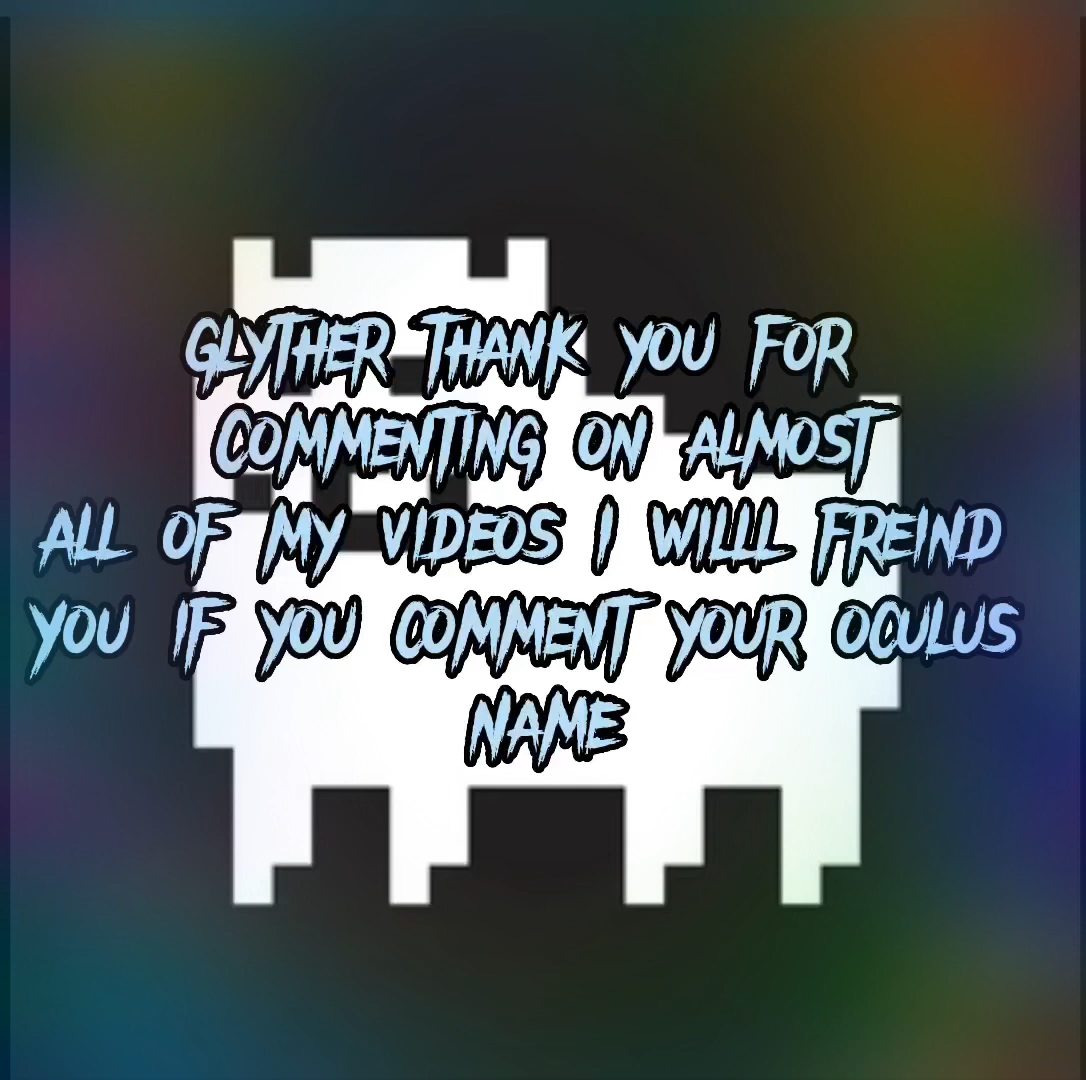 GLYTHER THANK YOU FOR
COMMENTING ON ALMOST
ALL OF MY VIDEOS I WILLL FREIND
YOU IF YOU COMMENT YOUR OCULUS
NAME